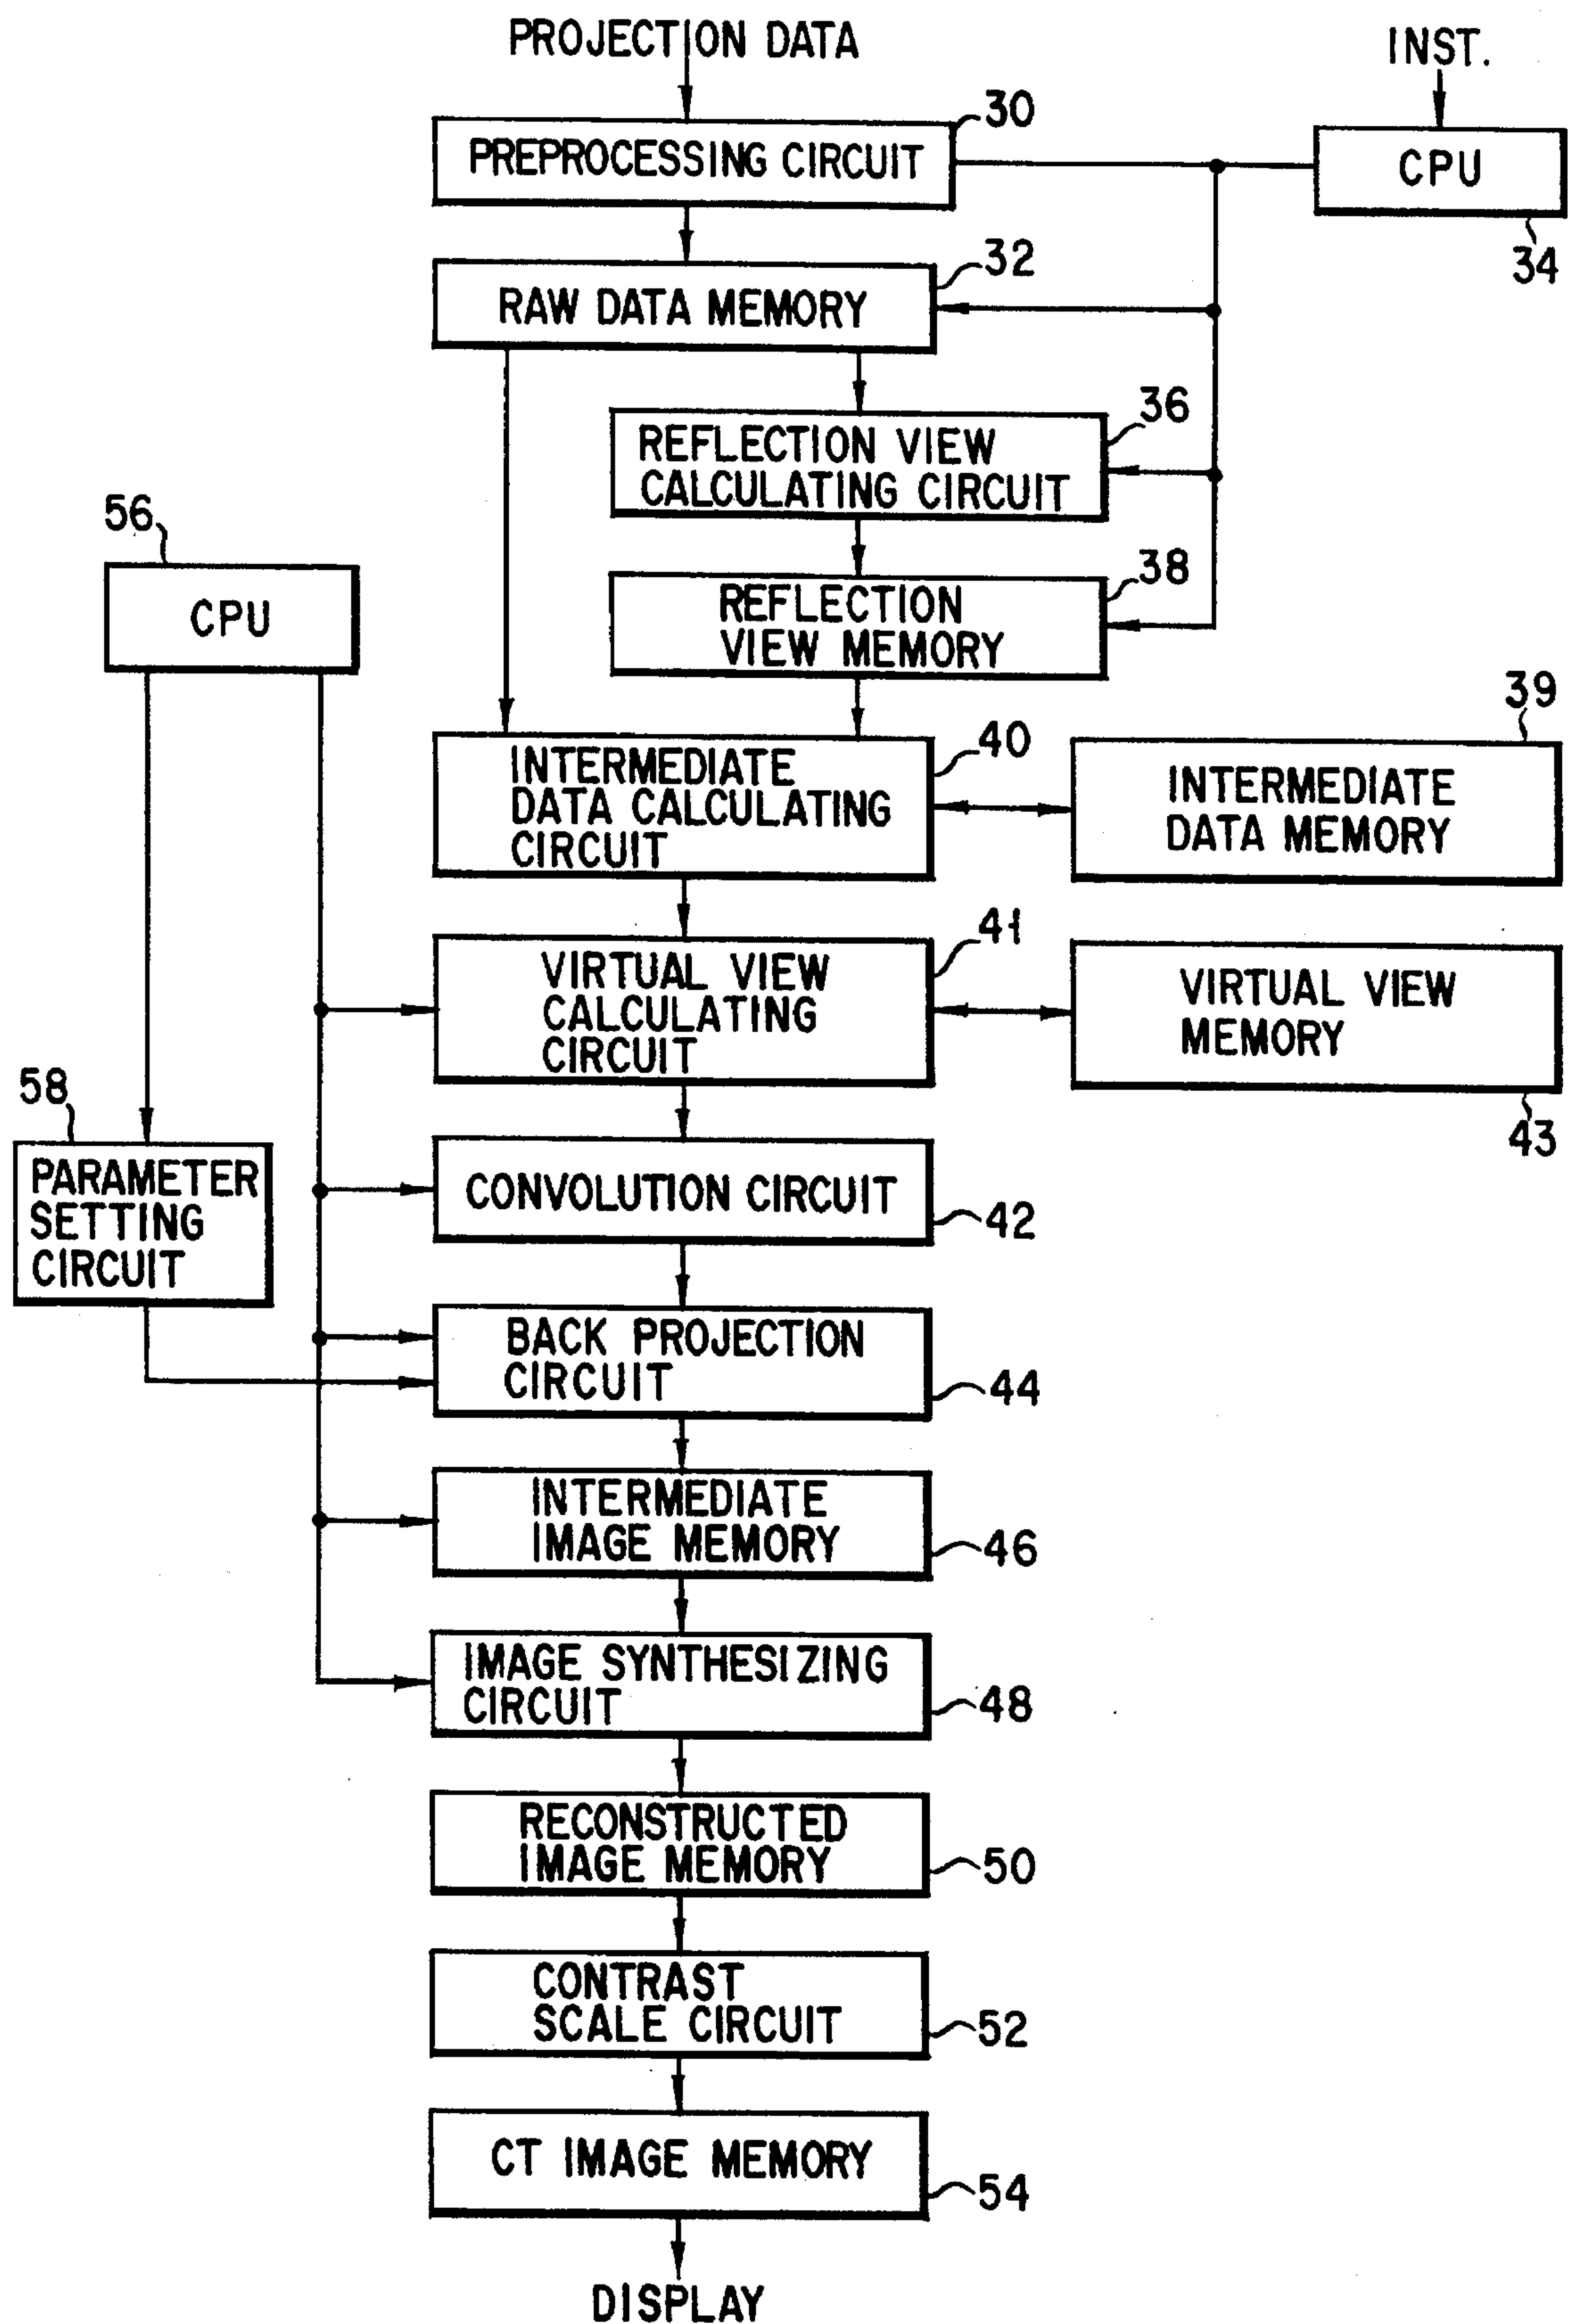 PROJECTION DATA
INST.
30
PREPROCESSING CIRCUIT
CPU
34
32
RAW DATA MEMORY
36
REFLECTION VIEW
CALCULATING CIRCUIT
56
CPU
38
REFLECTION
VIEW MEMORY
39
40
INTERMEDIATE
DATA CALCULATING
CIRCUIT
INTERMEDIATE
DATA MEMORY
41
VIRTUAL VIEW
CALCULATING
CIRCUIT
VIRTUAL VIEW
MEMORY
43
58
PARAMETER
SETTING
CIRCUIT
CONVOLUTION CIRCUIT
42
BACK PROJECTION
CIRCUIT
44
INTERMEDIATE
IMAGE MEMORY
46
IMAGE SYNTHESIZING
CIRCUIT
48
RECONSTRUCTED
IMAGE MEMORY
50
CONTRAST
SCALE CIRCUIT
52
CT IMAGE MEMORY
54
DISPLAY